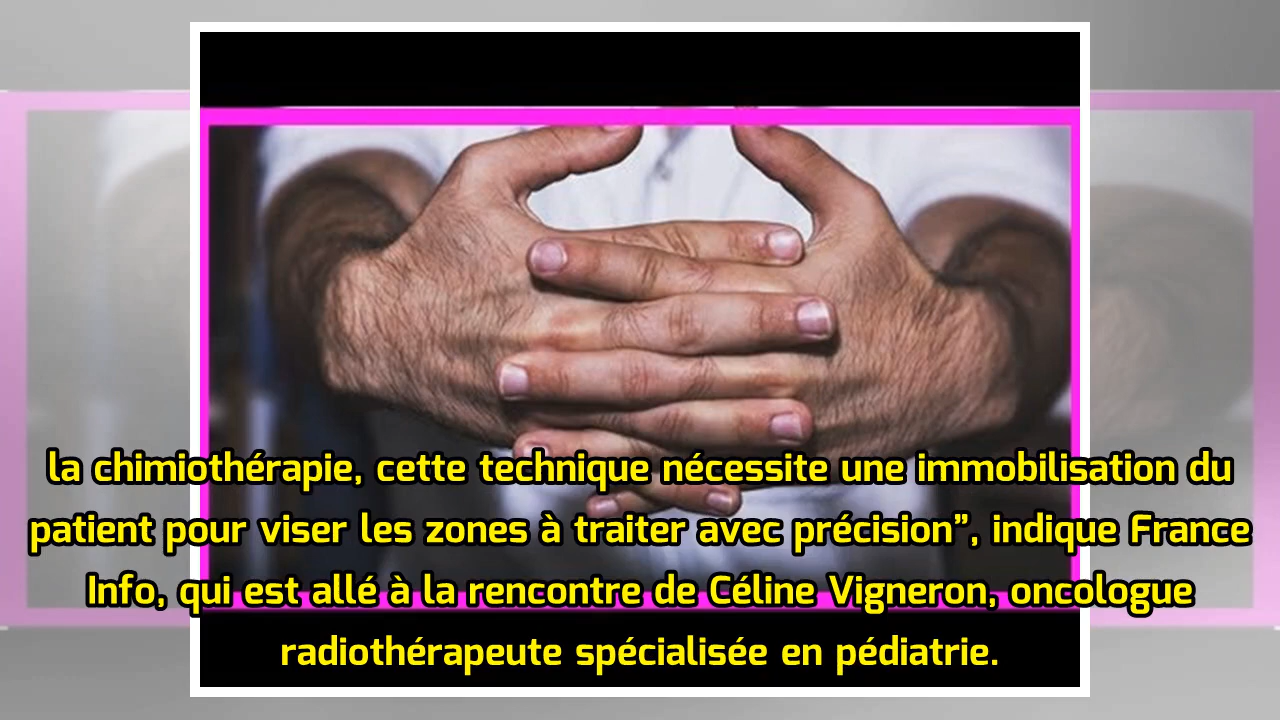 la chimiothérapie, cette technique nécessite une immobilisation du
patient pour viser les zones à traiter avec précision”, indique France
Info, qui est allé à la rencontre de Céline Vigneron, oncologue
radiothérapeute spécialisée en pédiatrie.